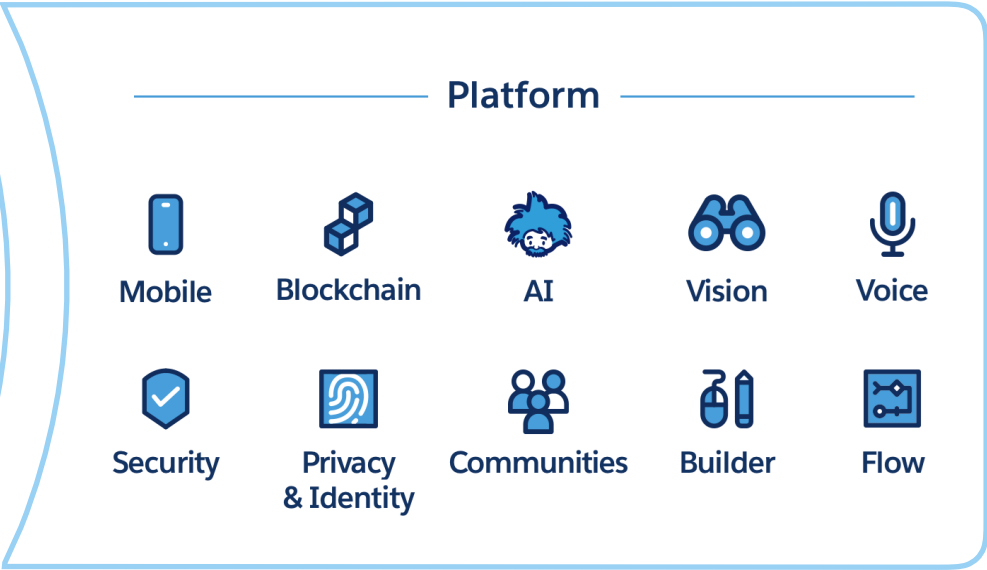 Platform
Mobile
Blockchain
AI
Vision
Voice
Security
Privacy
& Identity
Communities
Builder
Flow